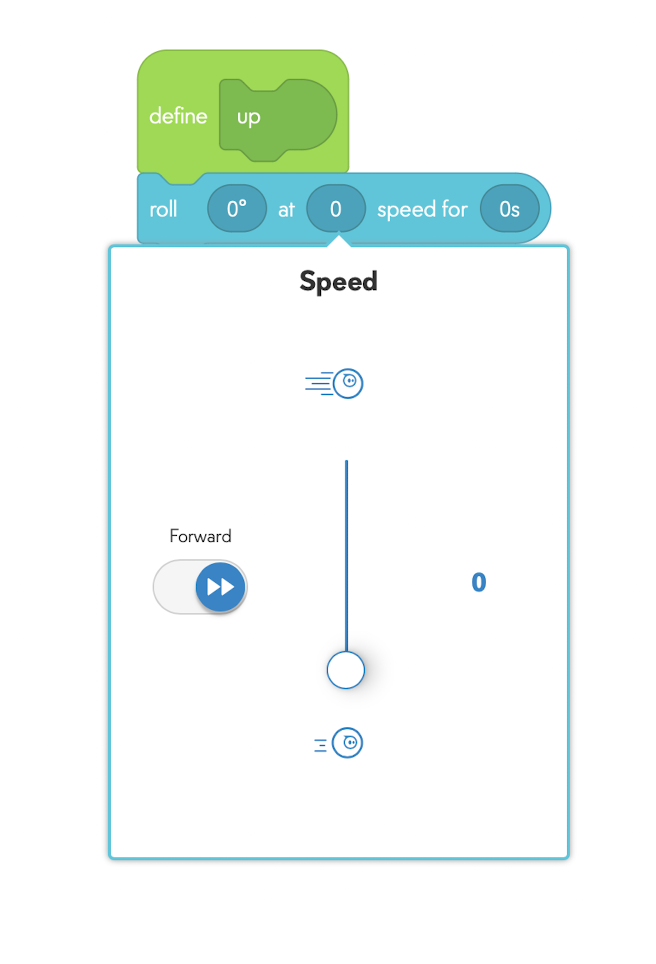 define up
roll 0° at 0 speed for 0s
Speed
Forward
0